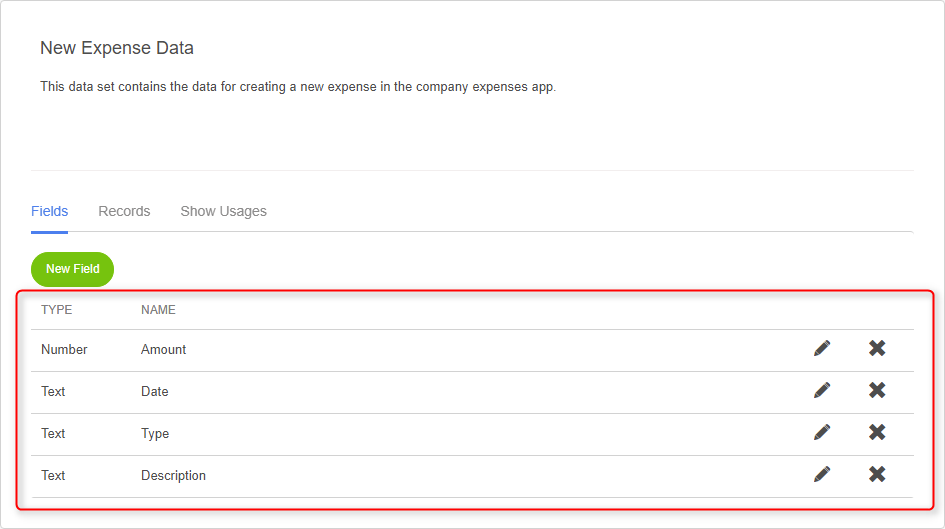 New Expense Data
This data set contains the data for creating a new expense in the company expenses app.
Fields Records Show Usages
New Field
TYPE NAME
Number Amount
Text Date
Text Type
Text Description